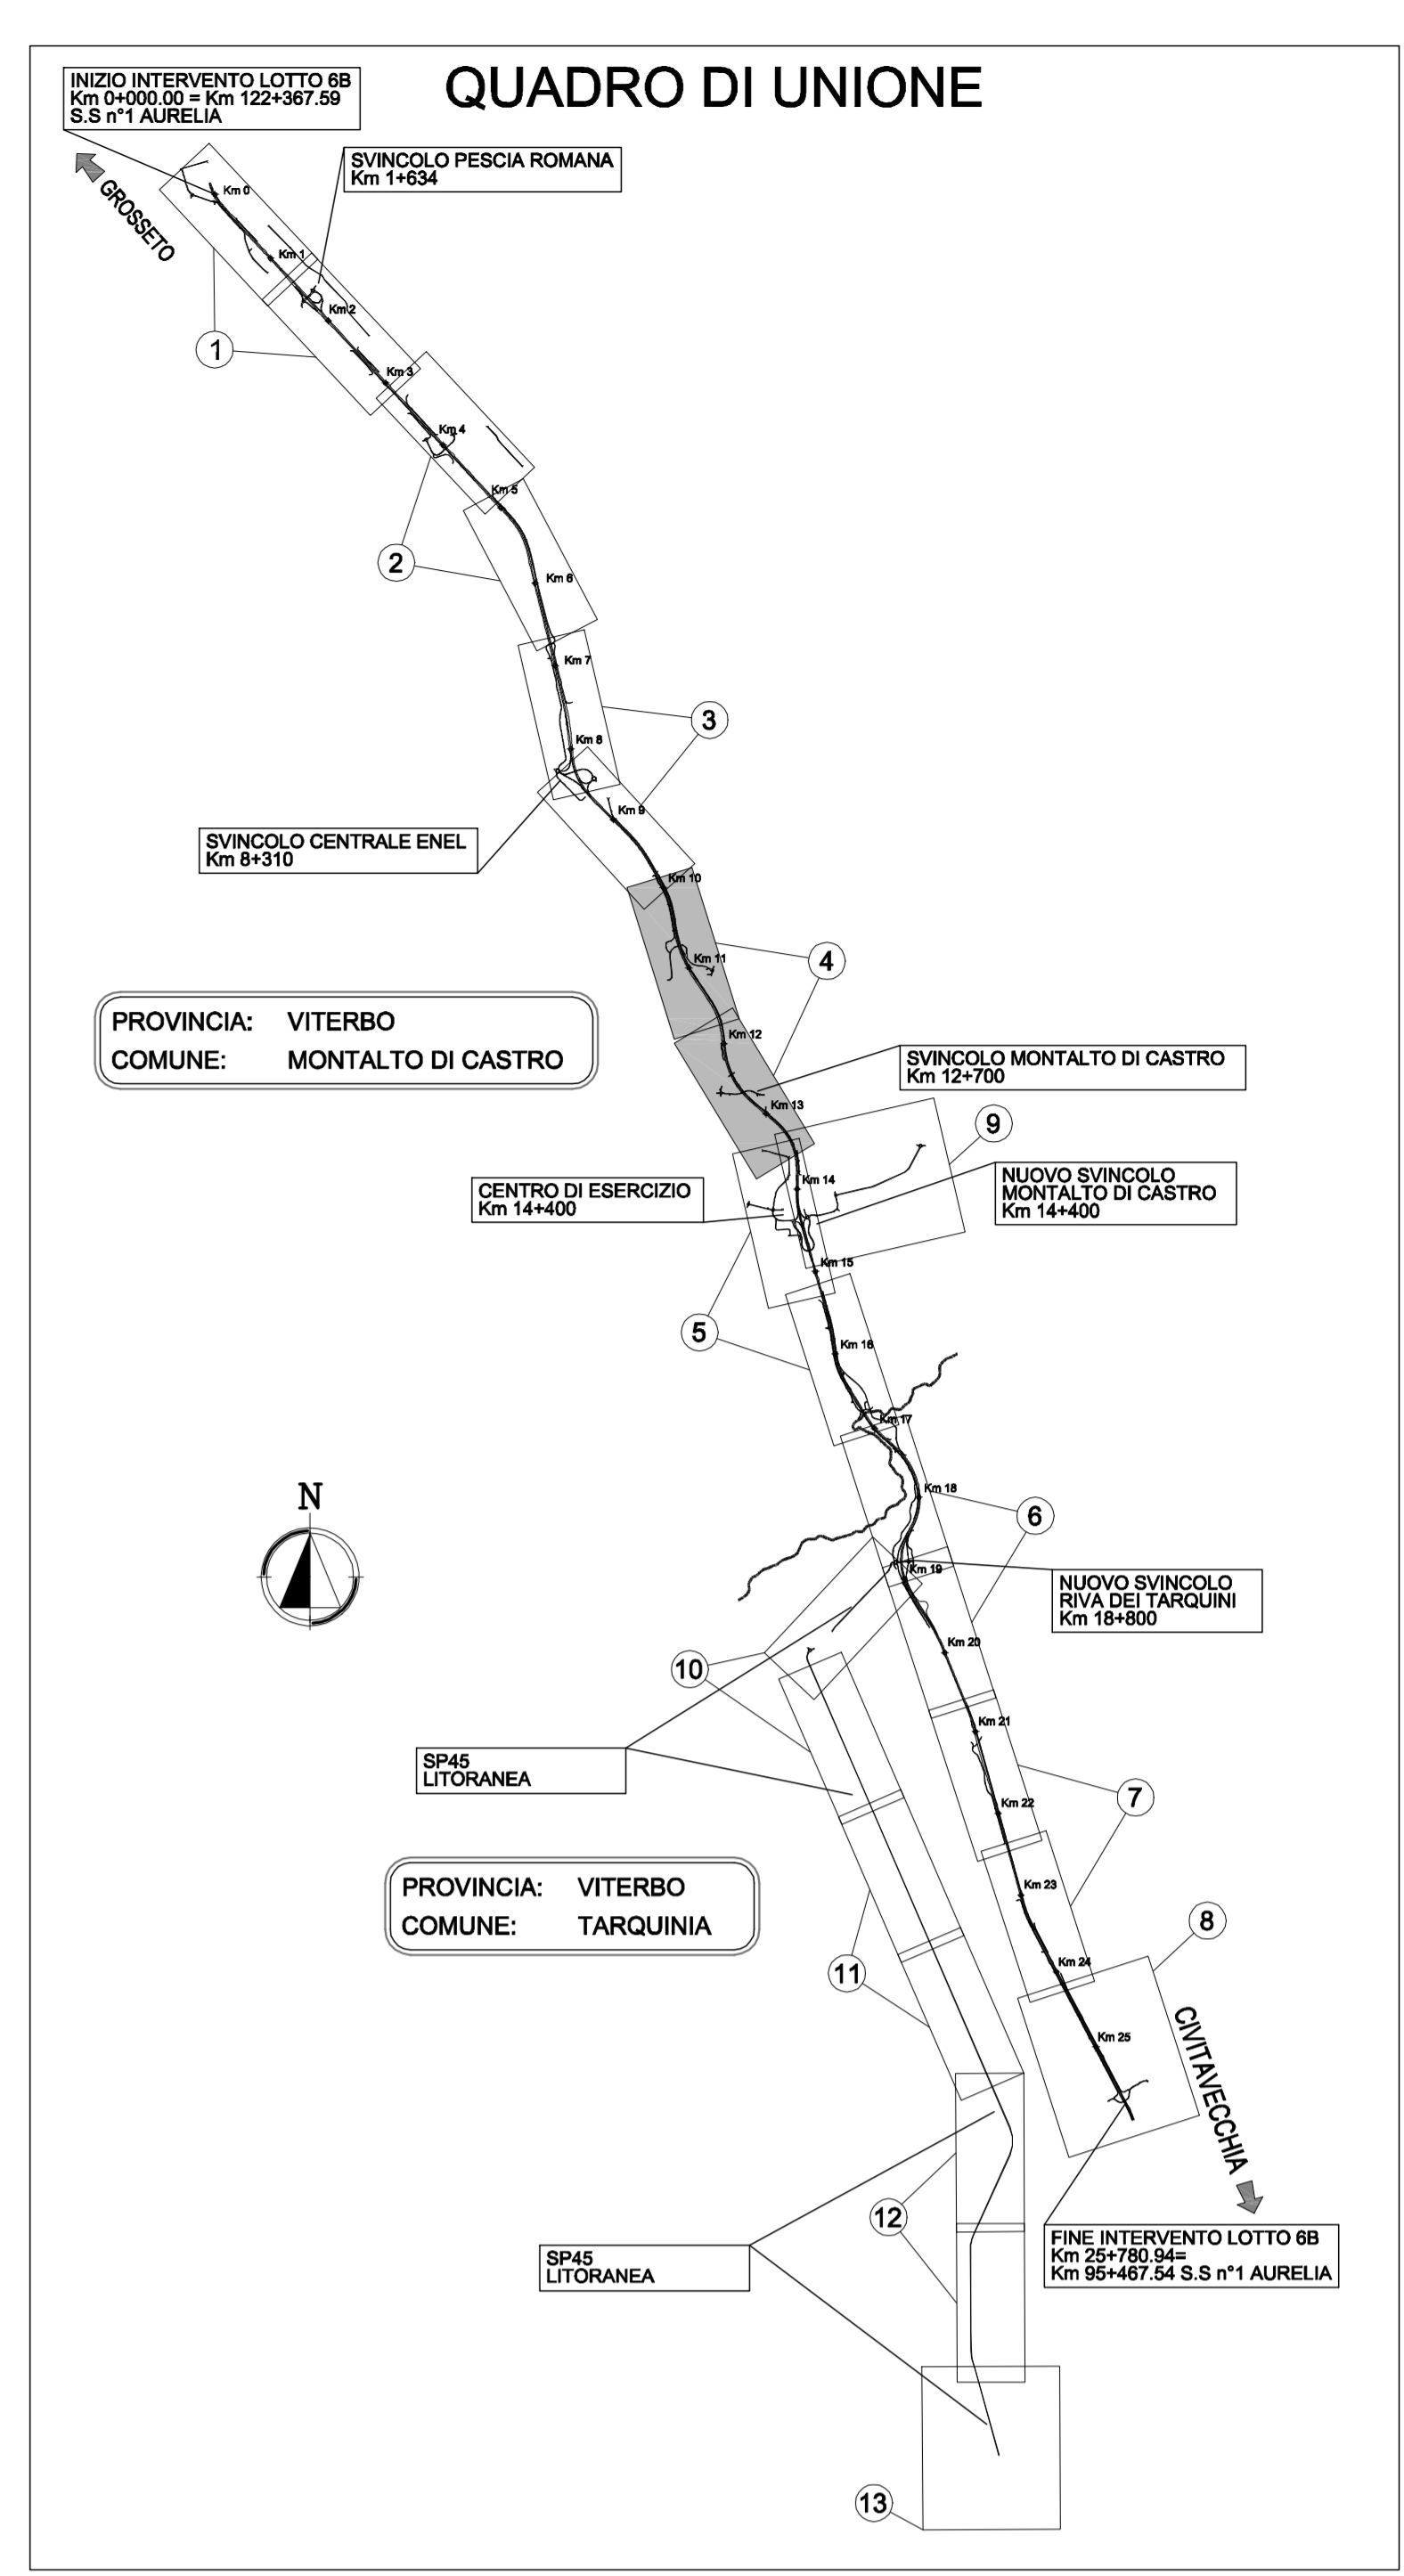 QUADRO DI UNIONE
INIZIO INTERVENTO LOTTO 6B
Km 0+000.00 = Km 122+367.59
S.S n°1 AURELIA
SVINCOLO PESCIA ROMANA
Km 1+634
GROSSETO
Km 0
Km 1
Km 2
1
Km 3
Km 4
Km 5
2
Km 6
Km 7
3
Km 8
Km 9
SVINCOLO CENTRALE ENEL
Km 8+310
Km 10
Km 11
4
PROVINCIA: VITERBO
COMUNE: MONTALTO DI CASTRO
Km 12
SVINCOLO MONTALTO DI CASTRO
Km 12+700
Km 13
9
CENTRO DI ESERCIZIO
Km 14+400
Km 14
NUOVO SVINCOLO
MONTALTO DI CASTRO
Km 14+400
Km 15
5
Km 16
Km 17
N
Km 18
6
Km 19
NUOVO SVINCOLO
RIVA DEI TARQUINI
Km 18+800
Km 20
10
Km 21
SP45
LITORANEA
7
Km 22
PROVINCIA: VITERBO
COMUNE: TARQUINIA
Km 23
8
Km 24
11
Km 25
CIVITAVECCHIA
12
FINE INTERVENTO LOTTO 6B
Km 25+780.94=
Km 95+467.54 S.S n°1 AURELIA
SP45
LITORANEA
13